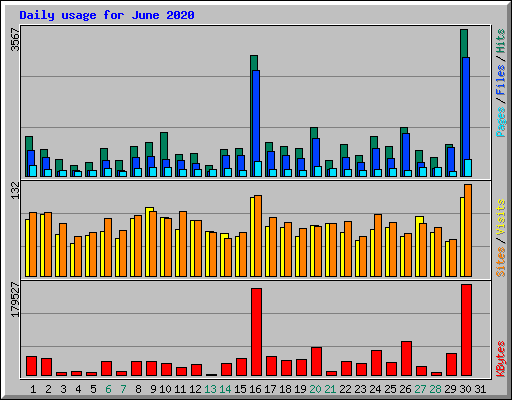 Daily usage for June 2020
3567
Pages / Files / Hits
132
Sites / Visits
179527
KBytes
1 2 3 4 5 6 7 8 9 10 11 12 13 14 15 16 17 18 19 20 21 22 23 24 25 26 27 28 29 30 31